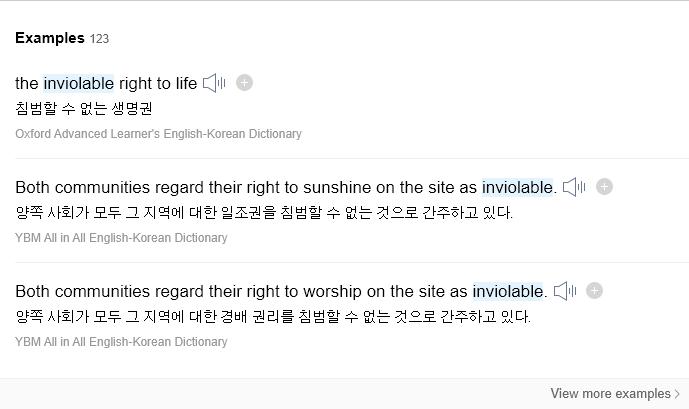 Examples 123
the inviolable right to life
침범할 수 없는 생명권
Oxford Advanced Learner's English-Korean Dictionary
Both communities regard their right to sunshine on the site as inviolable.
양쪽 사회가 모두 그 지역에 대한 일조권을 침범할 수 없는 것으로 간주하고 있다.
YBM All in All English-Korean Dictionary
Both communities regard their right to worship on the site as inviolable.
양쪽 사회가 모두 그 지역에 대한 경배 권리를 침범할 수 없는 것으로 간주하고 있다.
YBM All in All English-Korean Dictionary
View more examples